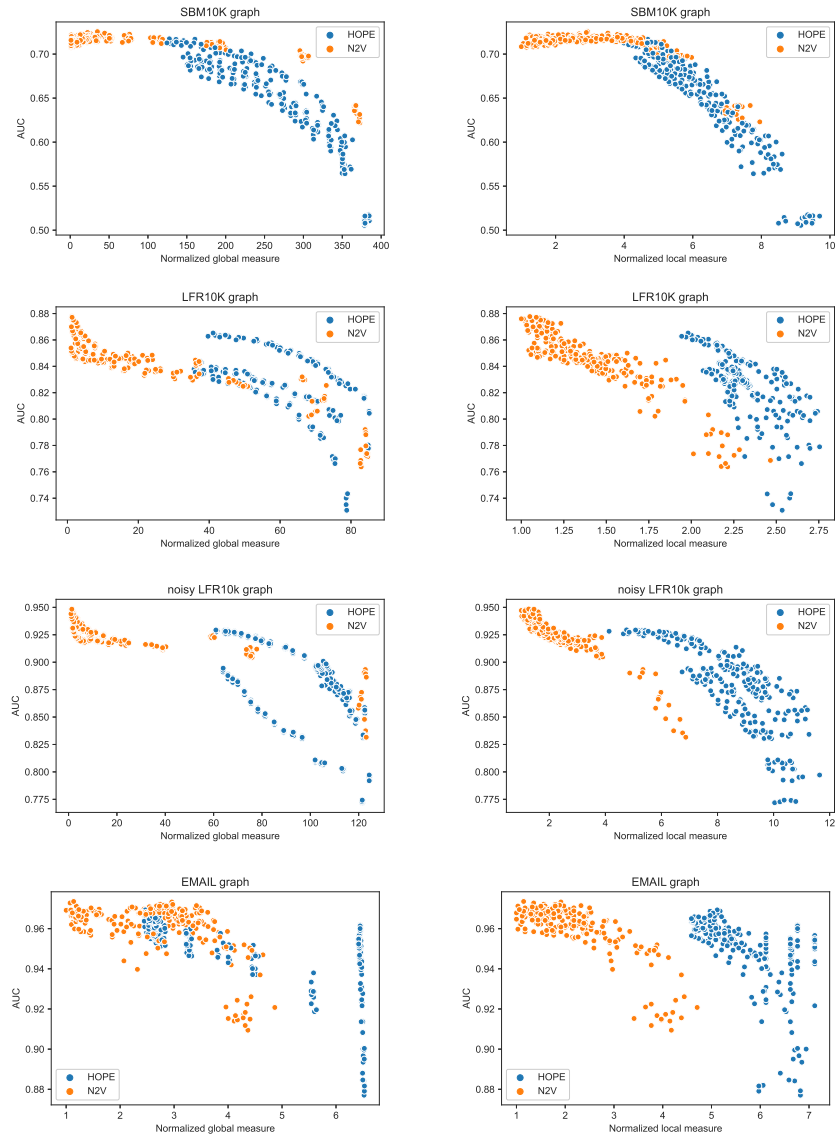 SBM10K graph
HOPE
N2V
AUC
0.70
0.65
0.60
0.55
0.50
0 50 100 150 200 250 300 350 400
Normalized global measure
SBM10K graph
HOPE
N2V
AUC
0.70
0.65
0.60
0.55
0.50
2 4 6 8 10
Normalized local measure
LFR10K graph
HOPE
N2V
AUC
0.88
0.86
0.84
0.82
0.80
0.78
0.76
0.74
0 20 40 60 80
Normalized global measure
LFR10K graph
HOPE
N2V
AUC
0.88
0.86
0.84
0.82
0.80
0.78
0.76
0.74
1.00 1.25 1.50 1.75 2.00 2.25 2.50 2.75
Normalized local measure
noisy LFR10k graph
HOPE
N2V
AUC
0.950
0.925
0.900
0.875
0.850
0.825
0.800
0.775
0 20 40 60 80 100 120
Normalized global measure
noisy LFR10k graph
HOPE
N2V
AUC
0.950
0.925
0.900
0.875
0.850
0.825
0.800
0.775
2 4 6 8 10 12
Normalized local measure
EMAIL graph
AUC
0.96
0.94
0.92
0.90
0.88
HOPE
N2V
1 2 3 4 5 6
Normalized global measure
EMAIL graph
AUC
0.96
0.94
0.92
0.90
0.88
HOPE
N2V
1 2 3 4 5 6 7
Normalized local measure